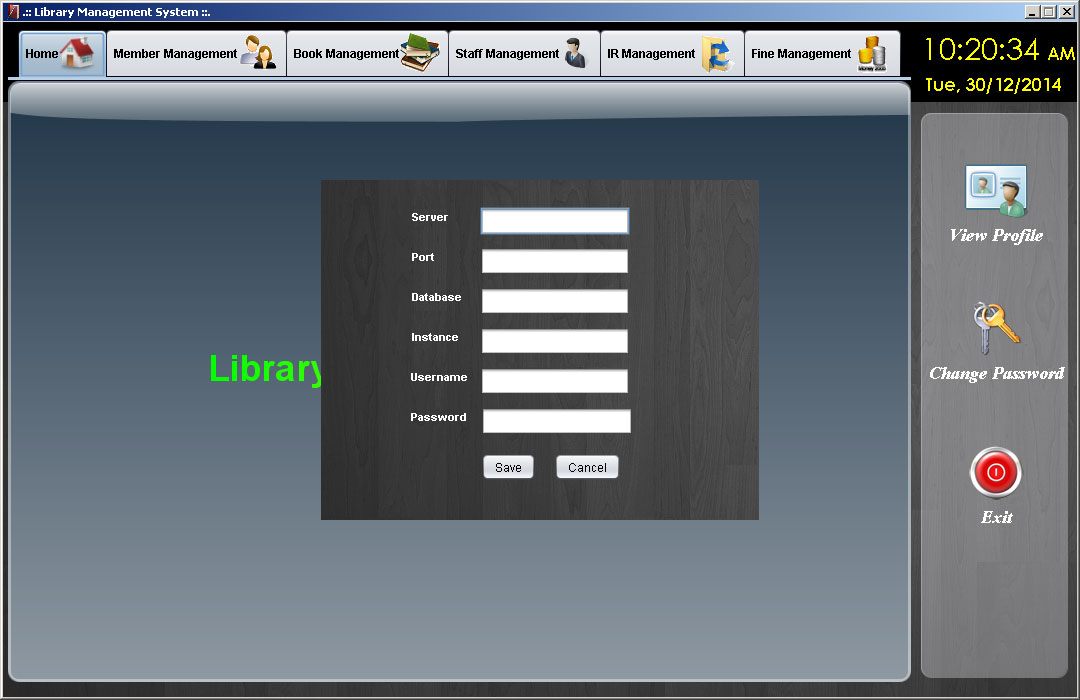 .:: Library Management System ::.
Home
Member Management
Book Management
Staff Management
IR Management
Fine Management
10:20:34 AM
Tue, 30/12/2014
Server
Port
Database
Instance
Username
Password
Save
Cancel
Library
View Profile
Change Password
Exit